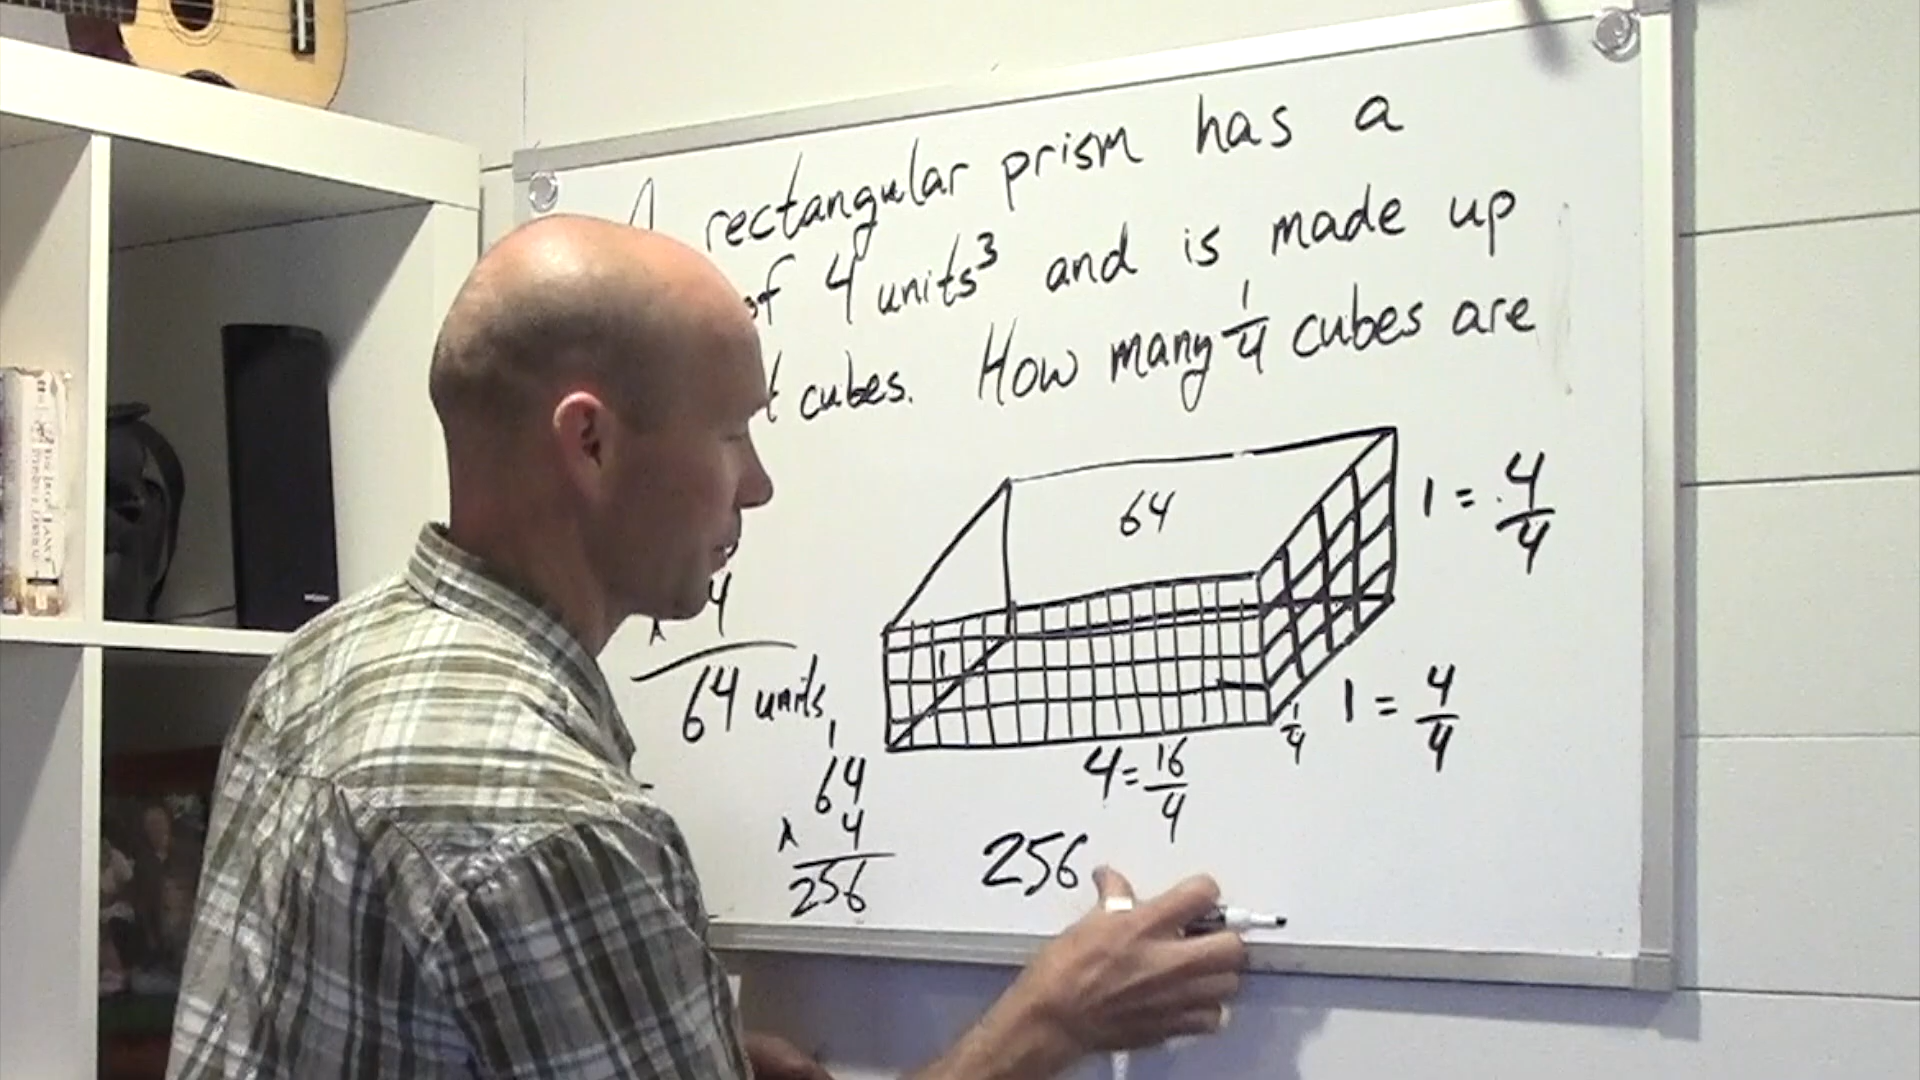 A rectangular prism has a
of 4 units³ and is made up
cubes. How many 1/4 cubes are
64
1 = 4/4
4
x
64 units
1 = 4/4
1/4
4 = 16/4
1
64
x 4
256
256